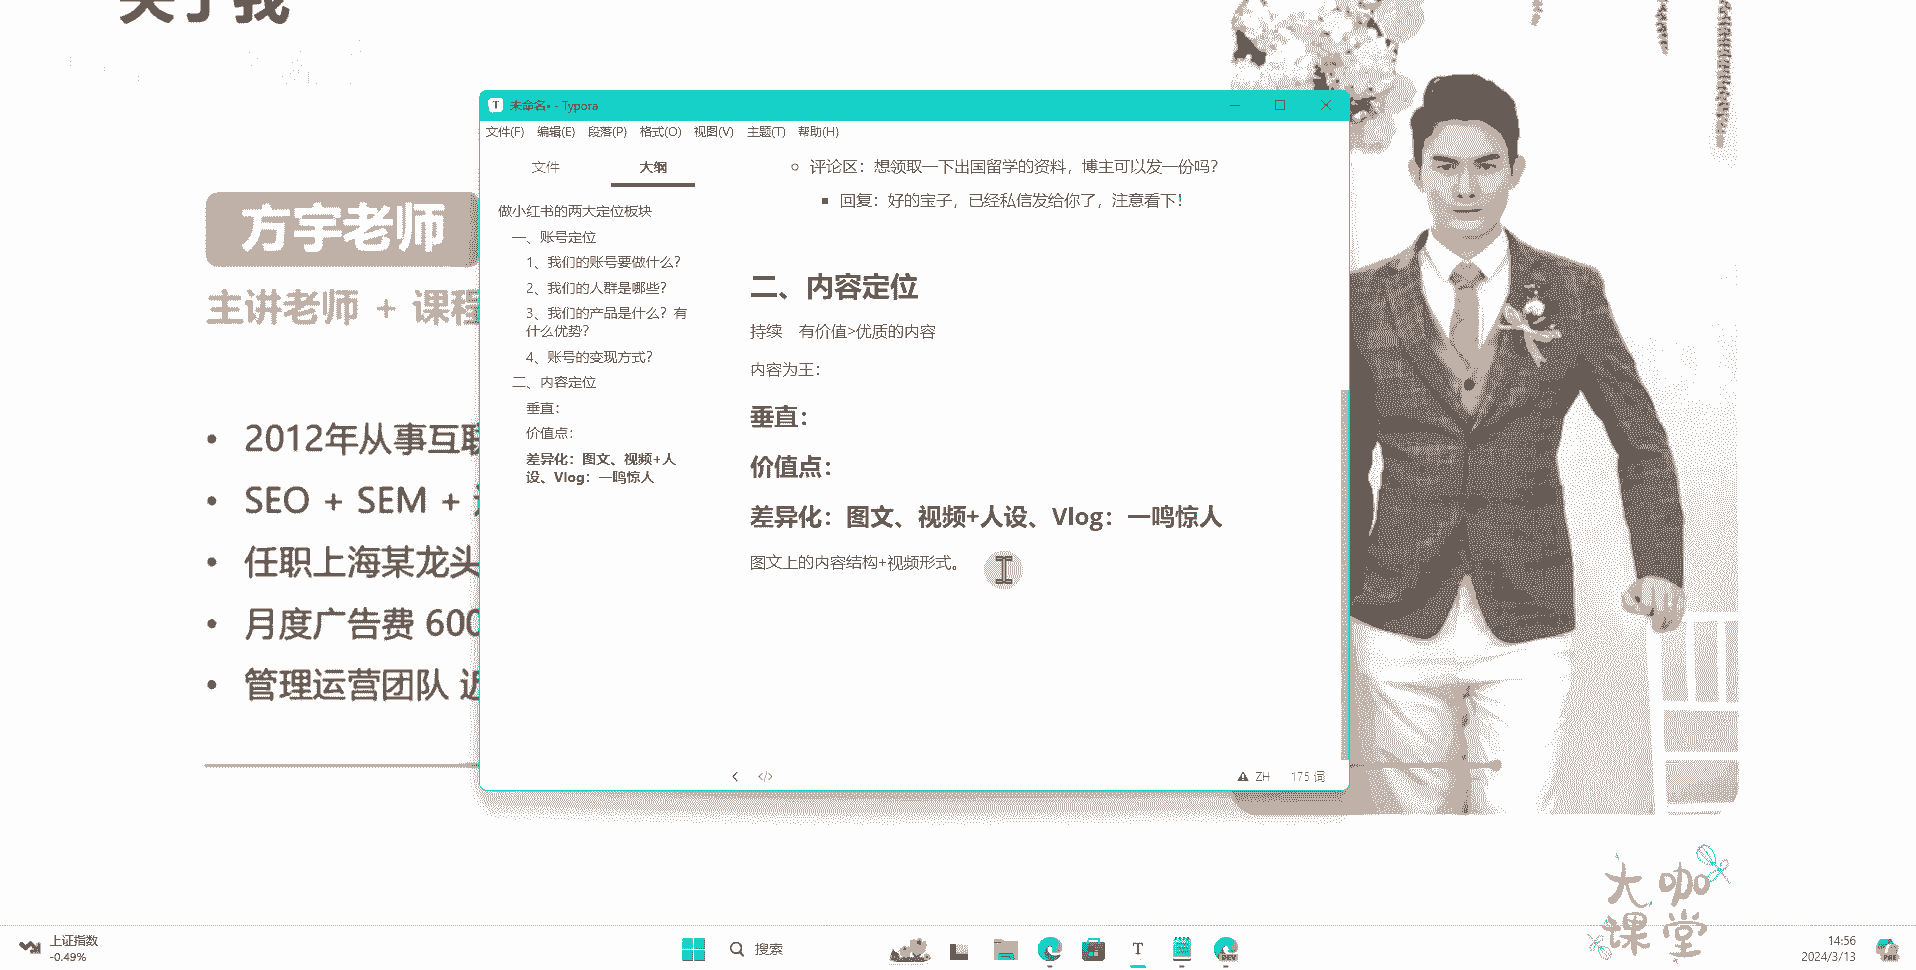 关于我
方宇老师
主讲老师 + 课程
• 2012年从事互联
• SEO + SEM +
• 任职上海某龙头
• 月度广告费 600
• 管理运营团队 近
未命名• - Typora
文件(F) 编辑(E) 段落(P) 格式(O) 视图(V) 主题(T) 帮助(H)
文件 大纲
做小红书的两大定位板块
一、账号定位
1、我们的账号要做什么？
2、我们的人群是哪些？
3、我们的产品是什么？有
什么优势？
4、账号的变现方式？
二、内容定位
垂直：
价值点：
差异化：图文、视频+人
设、Vlog：一鸣惊人
评论区：想领取一下出国留学的资料，博主可以发一份吗？
回复：好的宝子，已经私信发给你了，注意看下！
二、内容定位
持续 有价值>优质的内容
内容为王：
垂直：
价值点：
差异化：图文、视频+人设、Vlog：一鸣惊人
图文上的内容结构+视频形式。
ZH 175 词
大咖
课堂
上证指数
-0.49%
搜索
T
DEV
14:56
2024/3/13
PRE